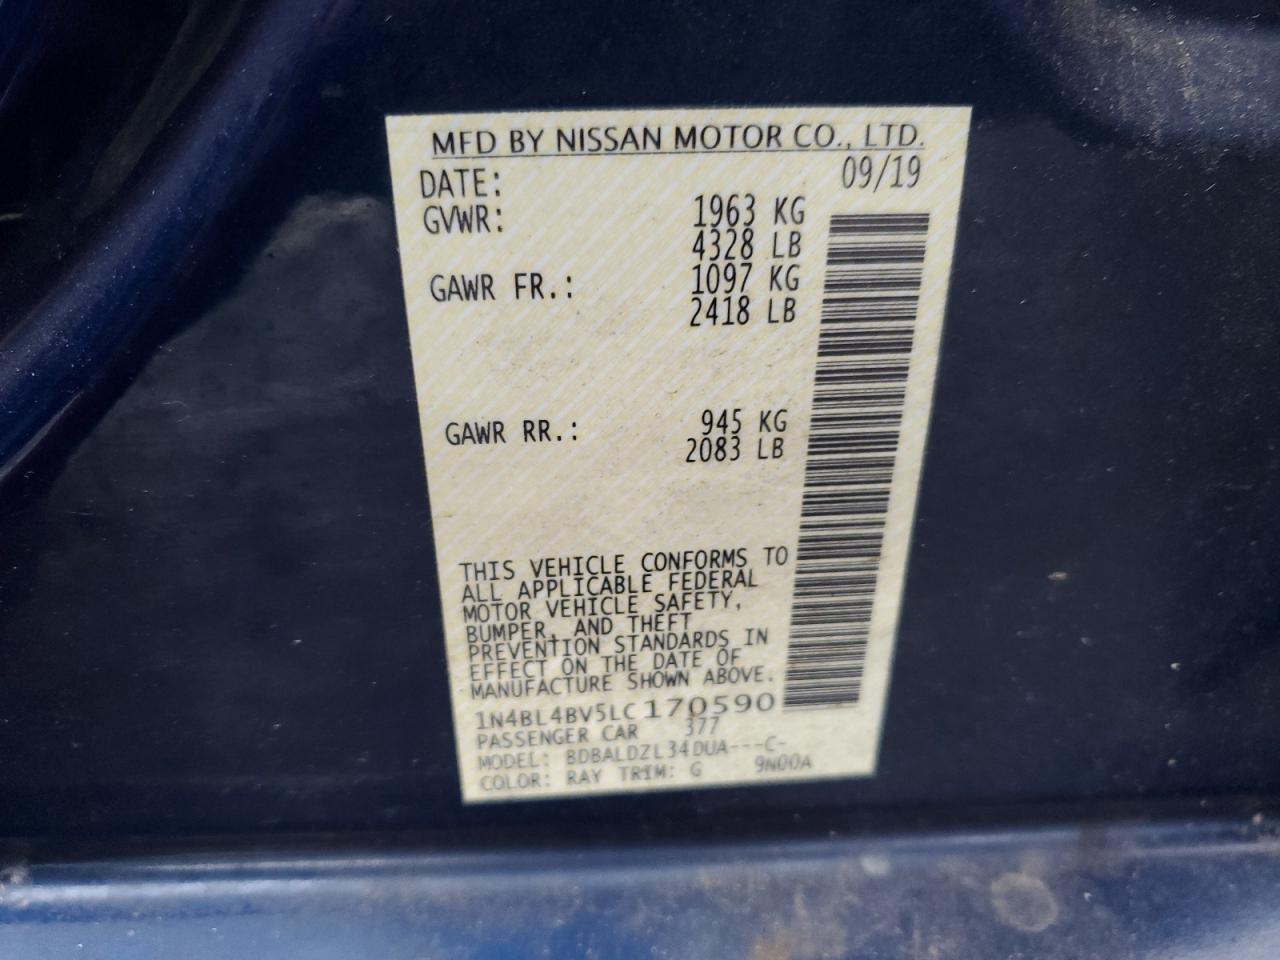 MFD BY NISSAN MOTOR CO., LTD.
DATE: 09/19
GVWR: 1963 KG
4328 LB
GAWR FR.: 1097 KG
2418 LB
GAWR RR.: 945 KG
2083 LB
THIS VEHICLE CONFORMS TO
ALL APPLICABLE FEDERAL
MOTOR VEHICLE SAFETY,
BUMPER, AND THEFT
PREVENTION STANDARDS IN
EFFECT ON THE DATE OF
MANUFACTURE SHOWN ABOVE.
1N4BL4BV5LC170590
PASSENGER CAR 377
MODEL: BDBALDZL34DUA---C-
COLOR: RAY TRIM: G 9N00A